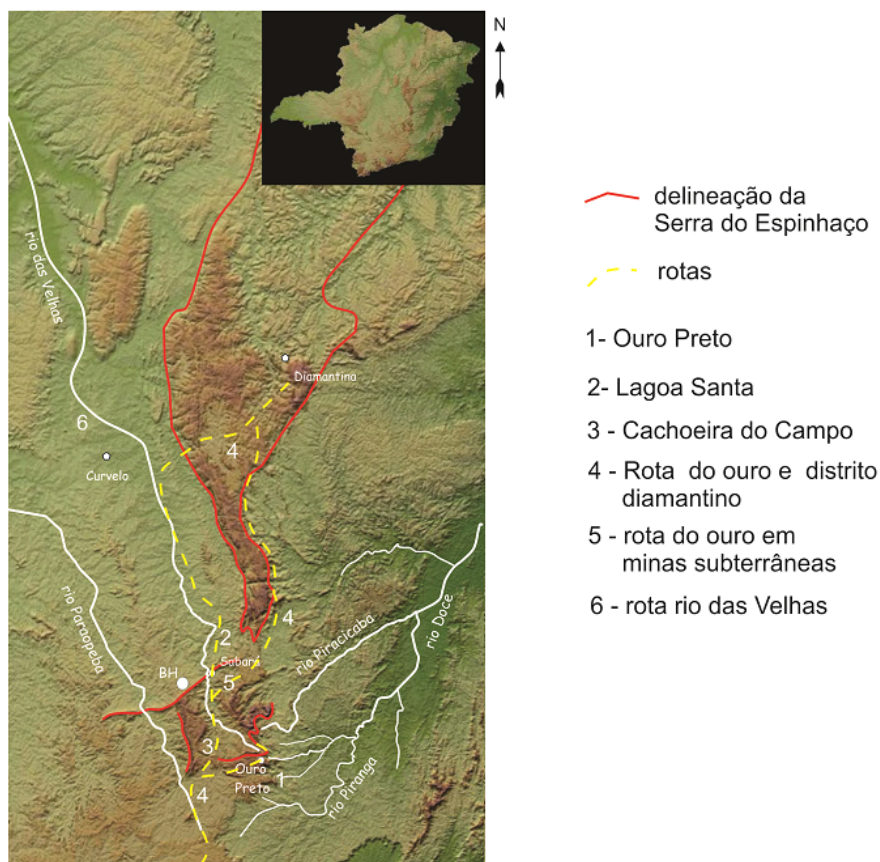 N
rio das Velhas
Diamantina
6
4
Curvelo
rio Paraopeba
rio Doce
4
rio Piracicaba
2
Sabará
BH
5
3
Ouro
Preto
1
4
rio Piranga
delineação da
Serra do Espinhaço
rotas
1- Ouro Preto
2- Lagoa Santa
3 - Cachoeira do Campo
4 - Rota do ouro e distrito
diamantino
5 - rota do ouro em
minas subterrâneas
6 - rota rio das Velhas